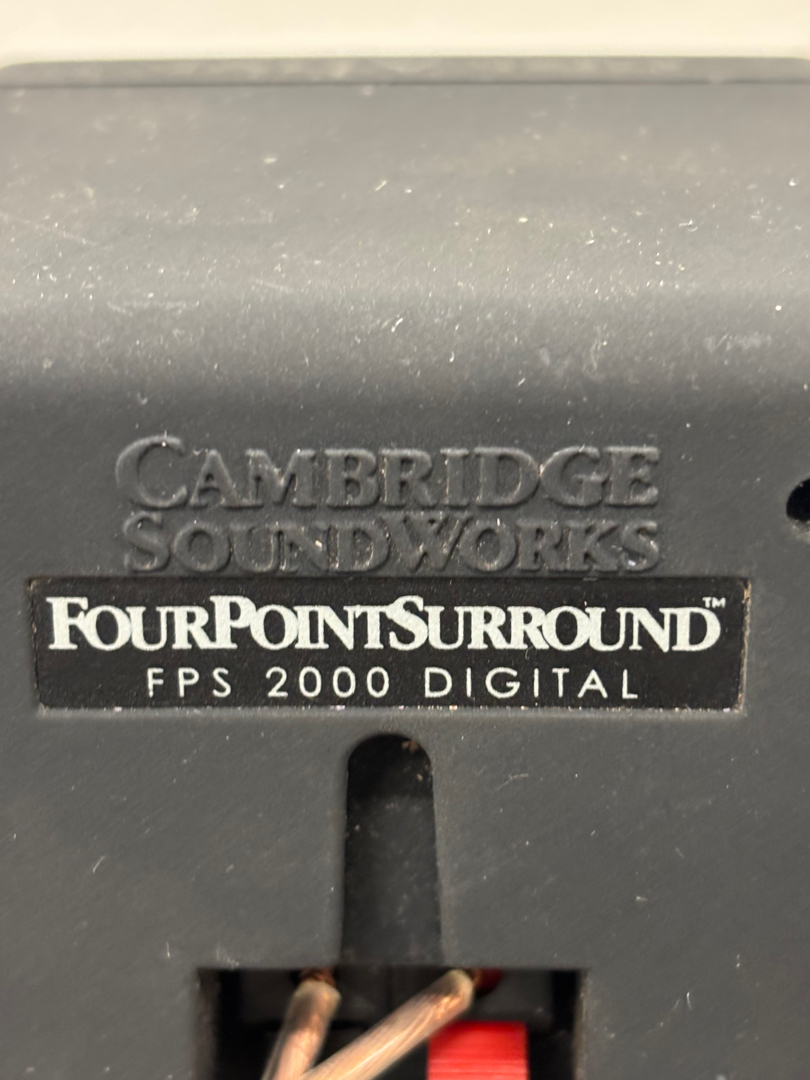 CAMBRIDGE
SOUNDWORKS
FOURPOINTSURROUND™
FPS 2000 DIGITAL